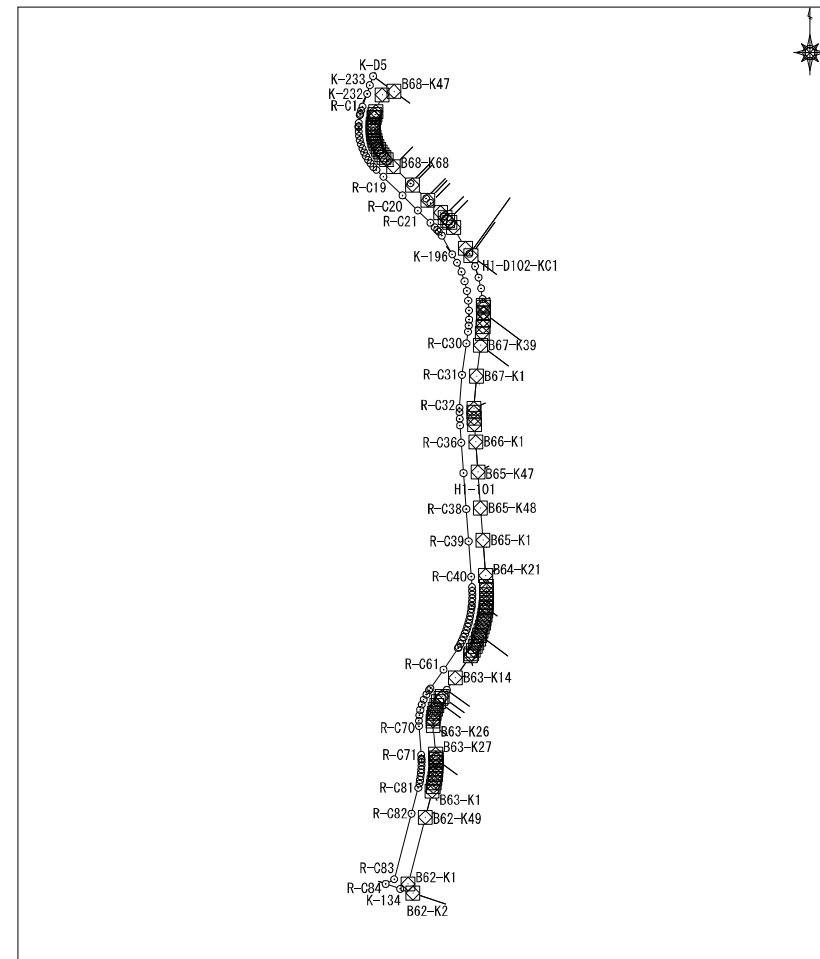 K-D5
K-233
B68-K47
K-232
R-C1
B68-K68
R-C19
R-C20
R-C21
K-196
H1-D102-KC1
R-C30
B67-K39
R-C31
B67-K1
R-C32
R-C36
B66-K1
B65-K47
H1-101
R-C38
B65-K48
R-C39
B65-K1
R-C40
B64-K21
R-C61
B63-K14
R-C70
B63-K26
R-C71
B63-K27
R-C81
B63-K1
R-C82
B62-K49
R-C83
B62-K1
R-C84
K-134
B62-K2